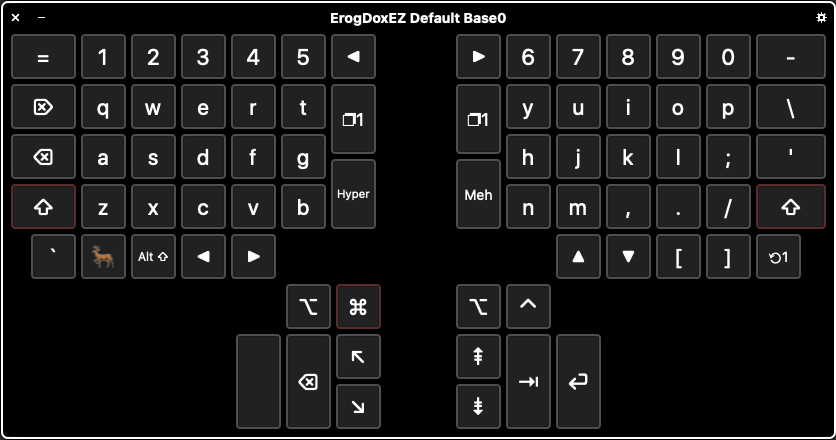 ErogDoxEZ Default Base0
= 1 2 3 4 5 ◀ ▶ 6 7 8 9 0 -
⌦ q w e r t 1 1 y u i o p \
⌫ a s d f g h j k l ; '
Hyper Meh
⇧ z x c v b n m , . / ⇧
` Alt ⇧ ◀ ▶ ▲ ▼ [ ] 1
⌥ ⌘ ⌥ ^
⌫ ↖ ⇞ ⇥ ↵
↘ ⇟